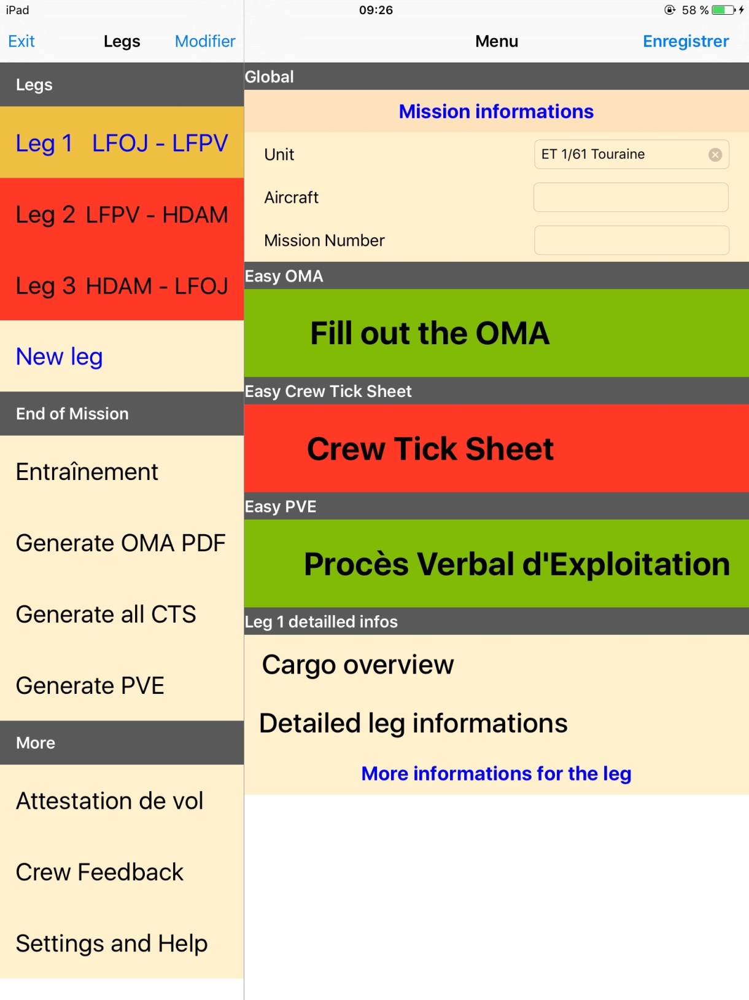 iPad
09:26
58 %
Exit
Legs
Modifier
Menu
Enregistrer
Legs
Leg 1 LFOJ - LFPV
Leg 2 LFPV - HDAM
Leg 3 HDAM - LFOJ
New leg
End of Mission
Entraînement
Generate OMA PDF
Generate all CTS
Generate PVE
More
Attestation de vol
Crew Feedback
Settings and Help
Global
Mission informations
Unit ET 1/61 Touraine
Aircraft
Mission Number
Easy OMA
Fill out the OMA
Easy Crew Tick Sheet
Crew Tick Sheet
Easy PVE
Procès Verbal d'Exploitation
Leg 1 detailled infos
Cargo overview
Detailed leg informations
More informations for the leg